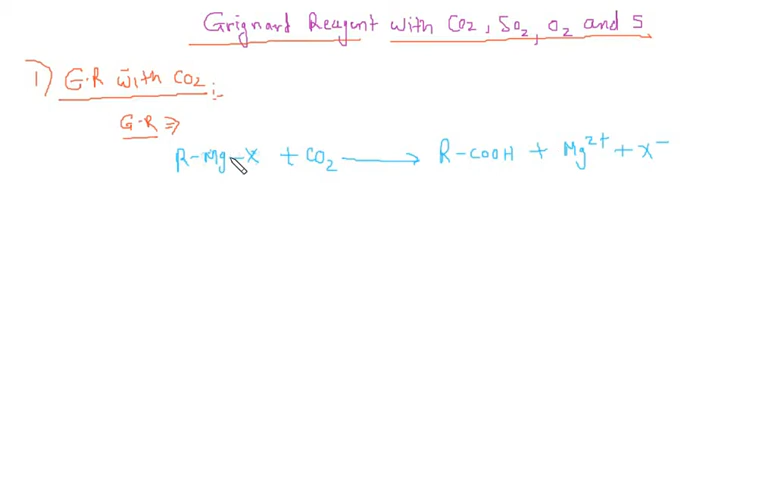 Grignard Reagent with CO2, SO2, O2 and S
1) G.R with CO2 :-
G-R ⇒
R-Mg-X + CO2 → R-COOH + Mg2+ + X-